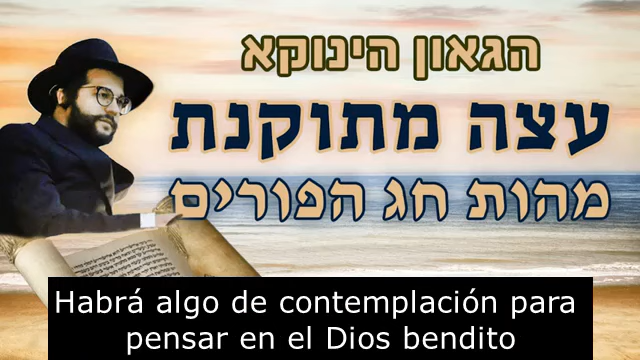 הגאון הינוקא
עצה מתוקנת
מהות חג הפורים
Habrá algo de contemplación para
pensar en el Dios bendito